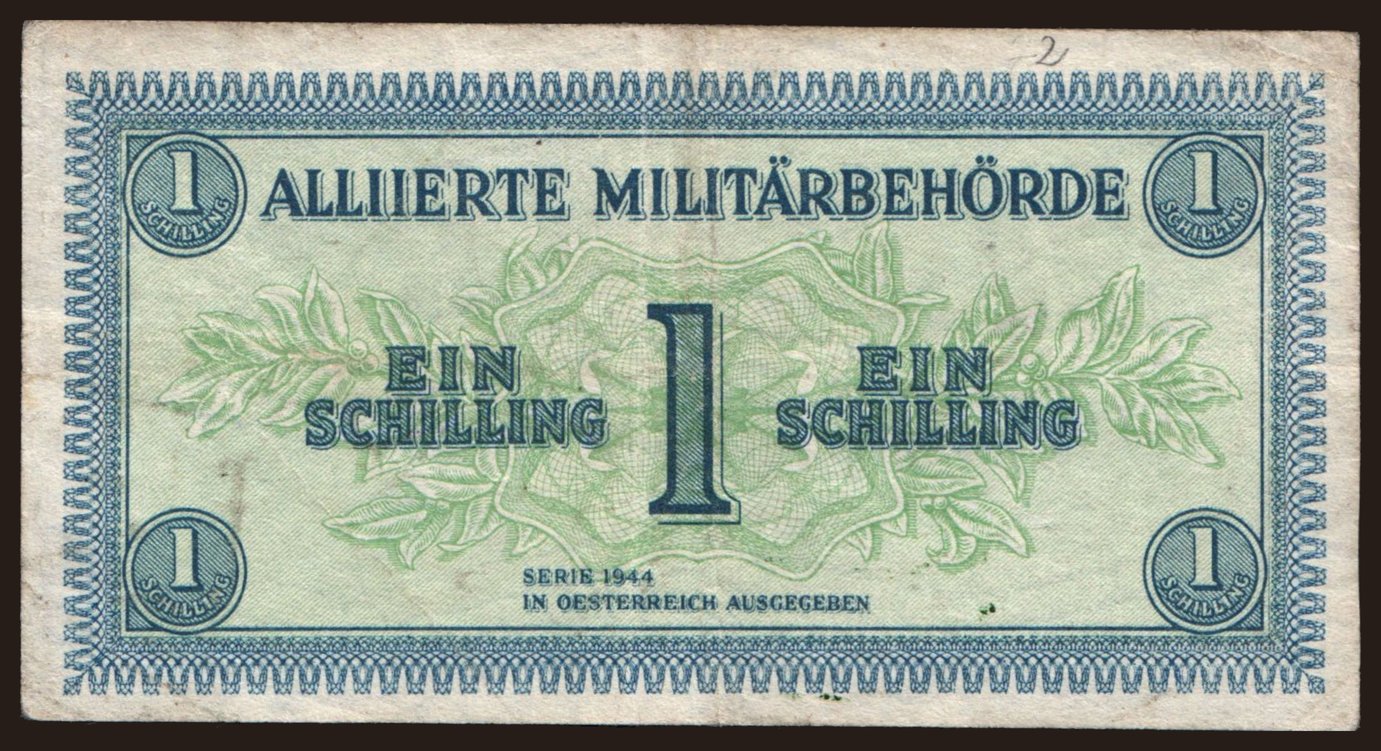 2
1 SCHILLING
ALLIIERTE MILITÄRBEHÖRDE
1 SCHILLING
EIN SCHILLING
1
EIN SCHILLING
1 SCHILLING
SERIE 1944
IN OESTERREICH AUSGEGEBEN
1 SCHILLING